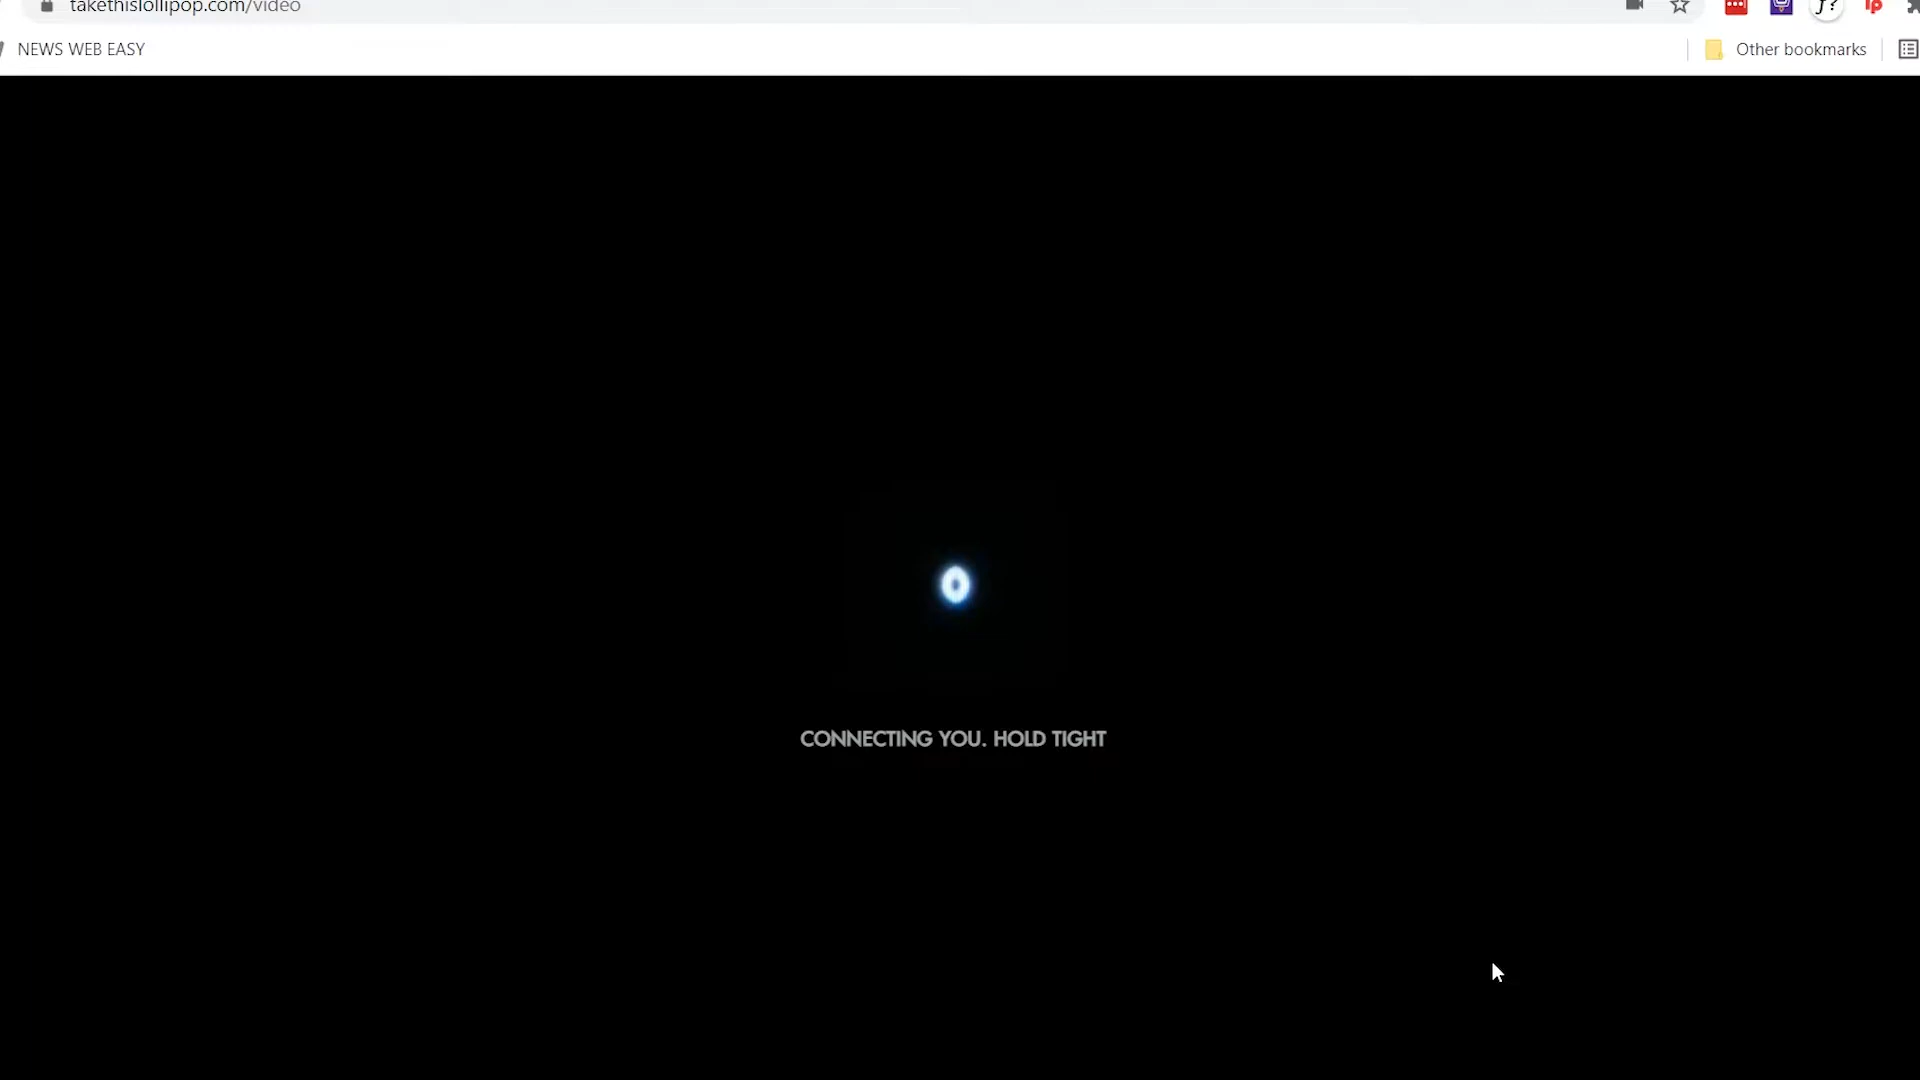 takethislollipop.com/video
NEWS WEB EASY
Other bookmarks
CONNECTING YOU. HOLD TIGHT